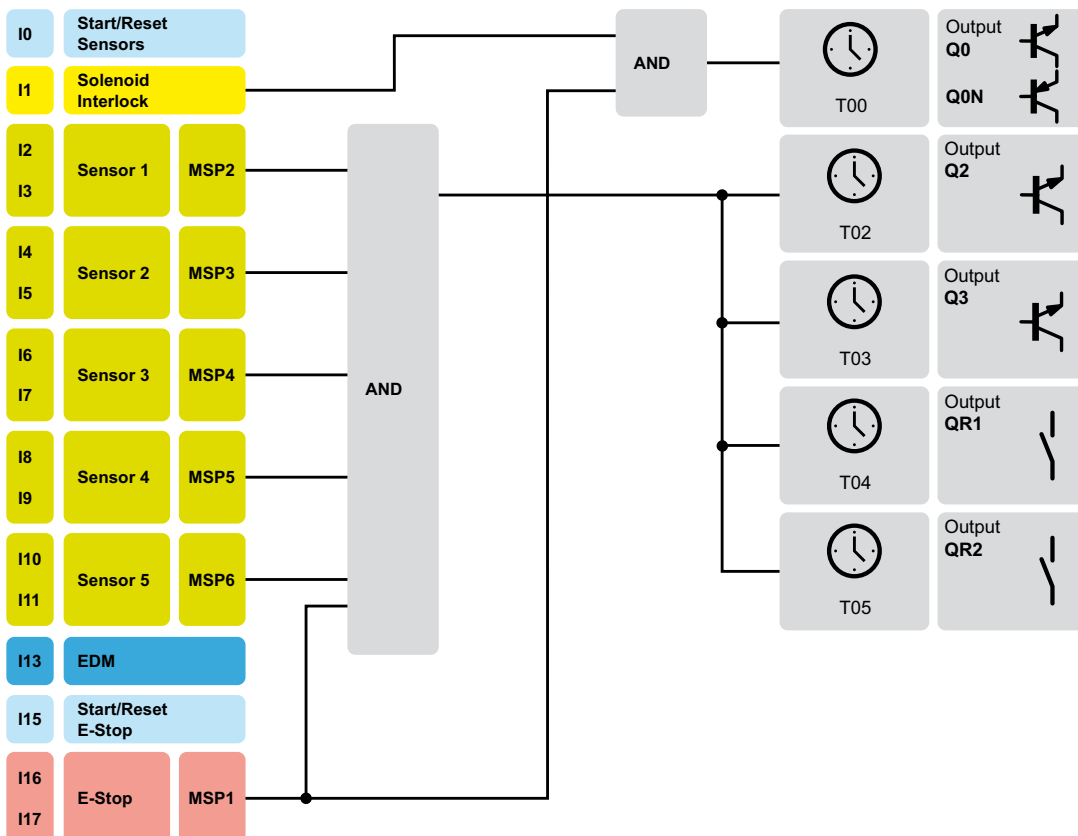 I0
Start/Reset
Sensors
I1
Solenoid
Interlock
I2
I3
Sensor 1
MSP2
I4
I5
Sensor 2
MSP3
I6
I7
Sensor 3
MSP4
I8
I9
Sensor 4
MSP5
I10
I11
Sensor 5
MSP6
I13
EDM
I15
Start/Reset
E-Stop
I16
I17
E-Stop
MSP1
AND
AND
T00
Output
Q0
Q0N
T02
Output
Q2
T03
Output
Q3
T04
Output
QR1
T05
Output
QR2